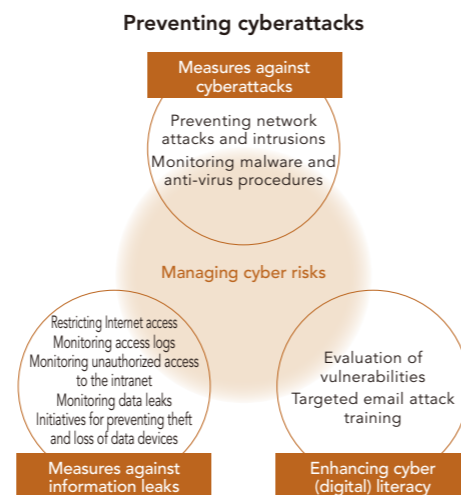 Preventing cyberattacks
Measures against
cyberattacks
Preventing network
attacks and intrusions
Monitoring malware and
anti-virus procedures
Managing cyber risks
Restricting Internet access
Monitoring access logs
Monitoring unauthorized access
to the intranet
Monitoring data leaks
Initiatives for preventing theft
and loss of data devices
Measures against
information leaks
Evaluation of
vulnerabilities
Targeted email attack
training
Enhancing cyber
(digital) literacy